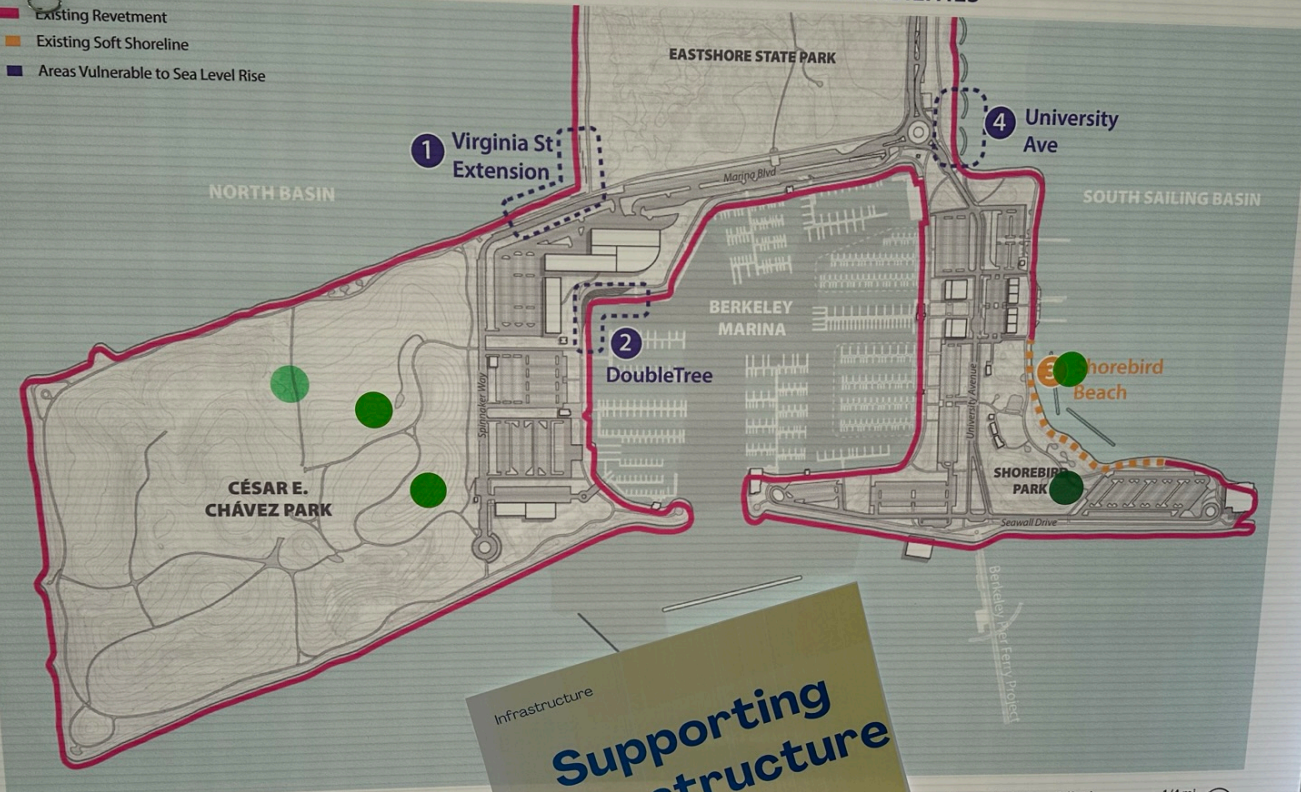 Existing Revetment
Existing Soft Shoreline
Areas Vulnerable to Sea Level Rise
EASTSHORE STATE PARK
1 Virginia St
Extension
4 University
Ave
NORTH BASIN
Marina Blvd
SOUTH SAILING BASIN
BERKELEY
MARINA
2
DoubleTree
3 Shorebird
Beach
Spinnaker Way
University Avenue
CÉSAR E.
CHÁVEZ PARK
SHOREBIRD
PARK
Seawall Drive
Berkeley Pier Ferry Project
Infrastructure
Supporting
structure